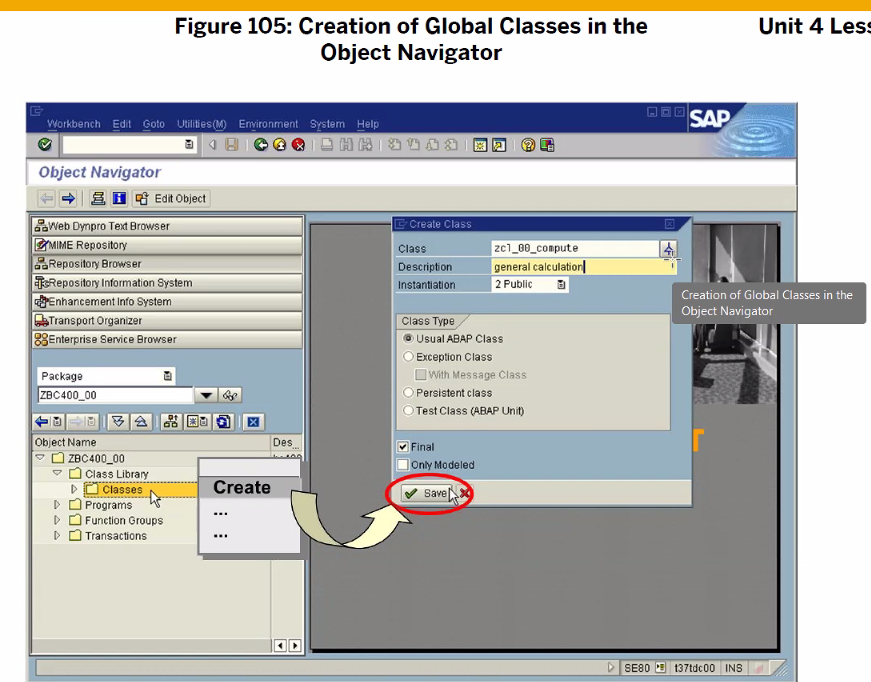 Figure 105: Creation of Global Classes in the
Object Navigator
Unit 4 Less
Workbench Edit Goto Utilities(M) Environment System Help
SAP
Object Navigator
Edit Object
Web Dynpro Text Browser
MIME Repository
Repository Browser
Repository Information System
Enhancement Info System
Transport Organizer
Enterprise Service Browser
Package
ZBC400_00
Object Name Des...
ZBC400_00
Class Library
Classes
Programs
Function Groups
Transactions
Create
...
...
Create Class
Class zcl_00_compute
Description general calculation
Instantiation 2 Public
Class Type
Usual ABAP Class
Exception Class
With Message Class
Persistent class
Test Class (ABAP Unit)
Final
Only Modeled
Save
Creation of Global Classes in the
Object Navigator
SE80 t37tdc00 INS